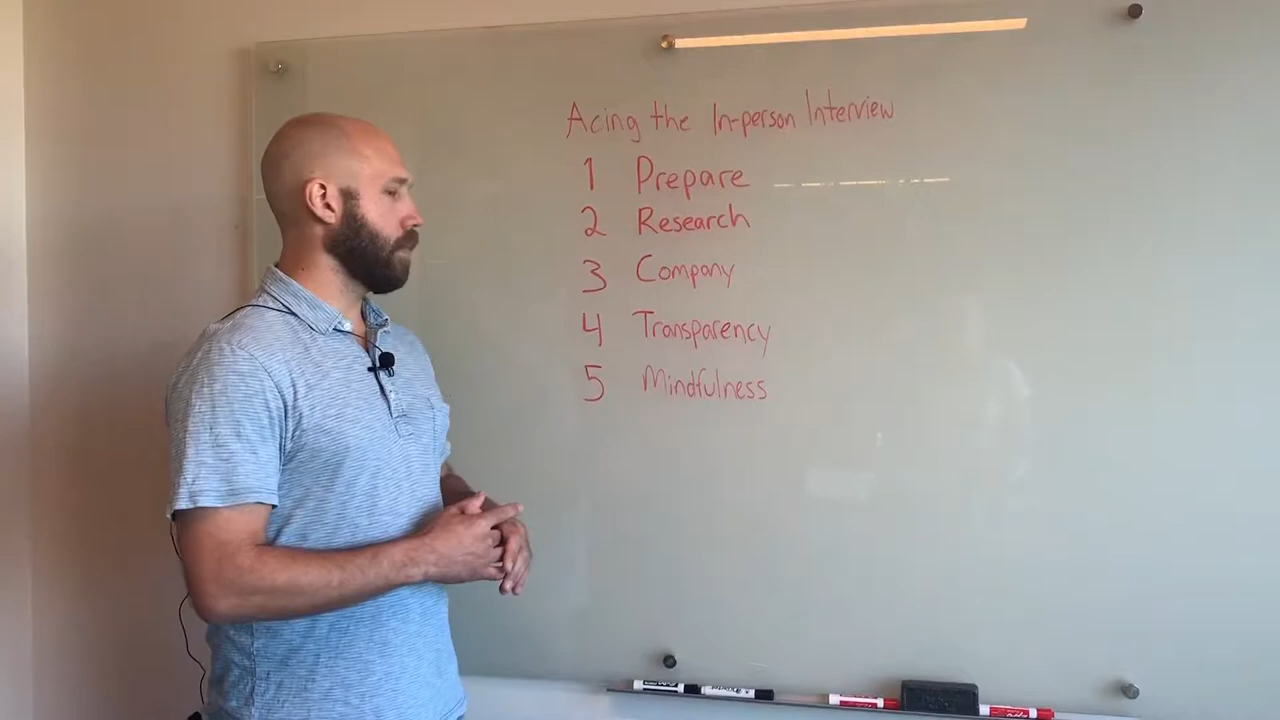 Acing the In-person Interview
1 Prepare
2 Research
3 Company
4 Transparency
5 Mindfulness